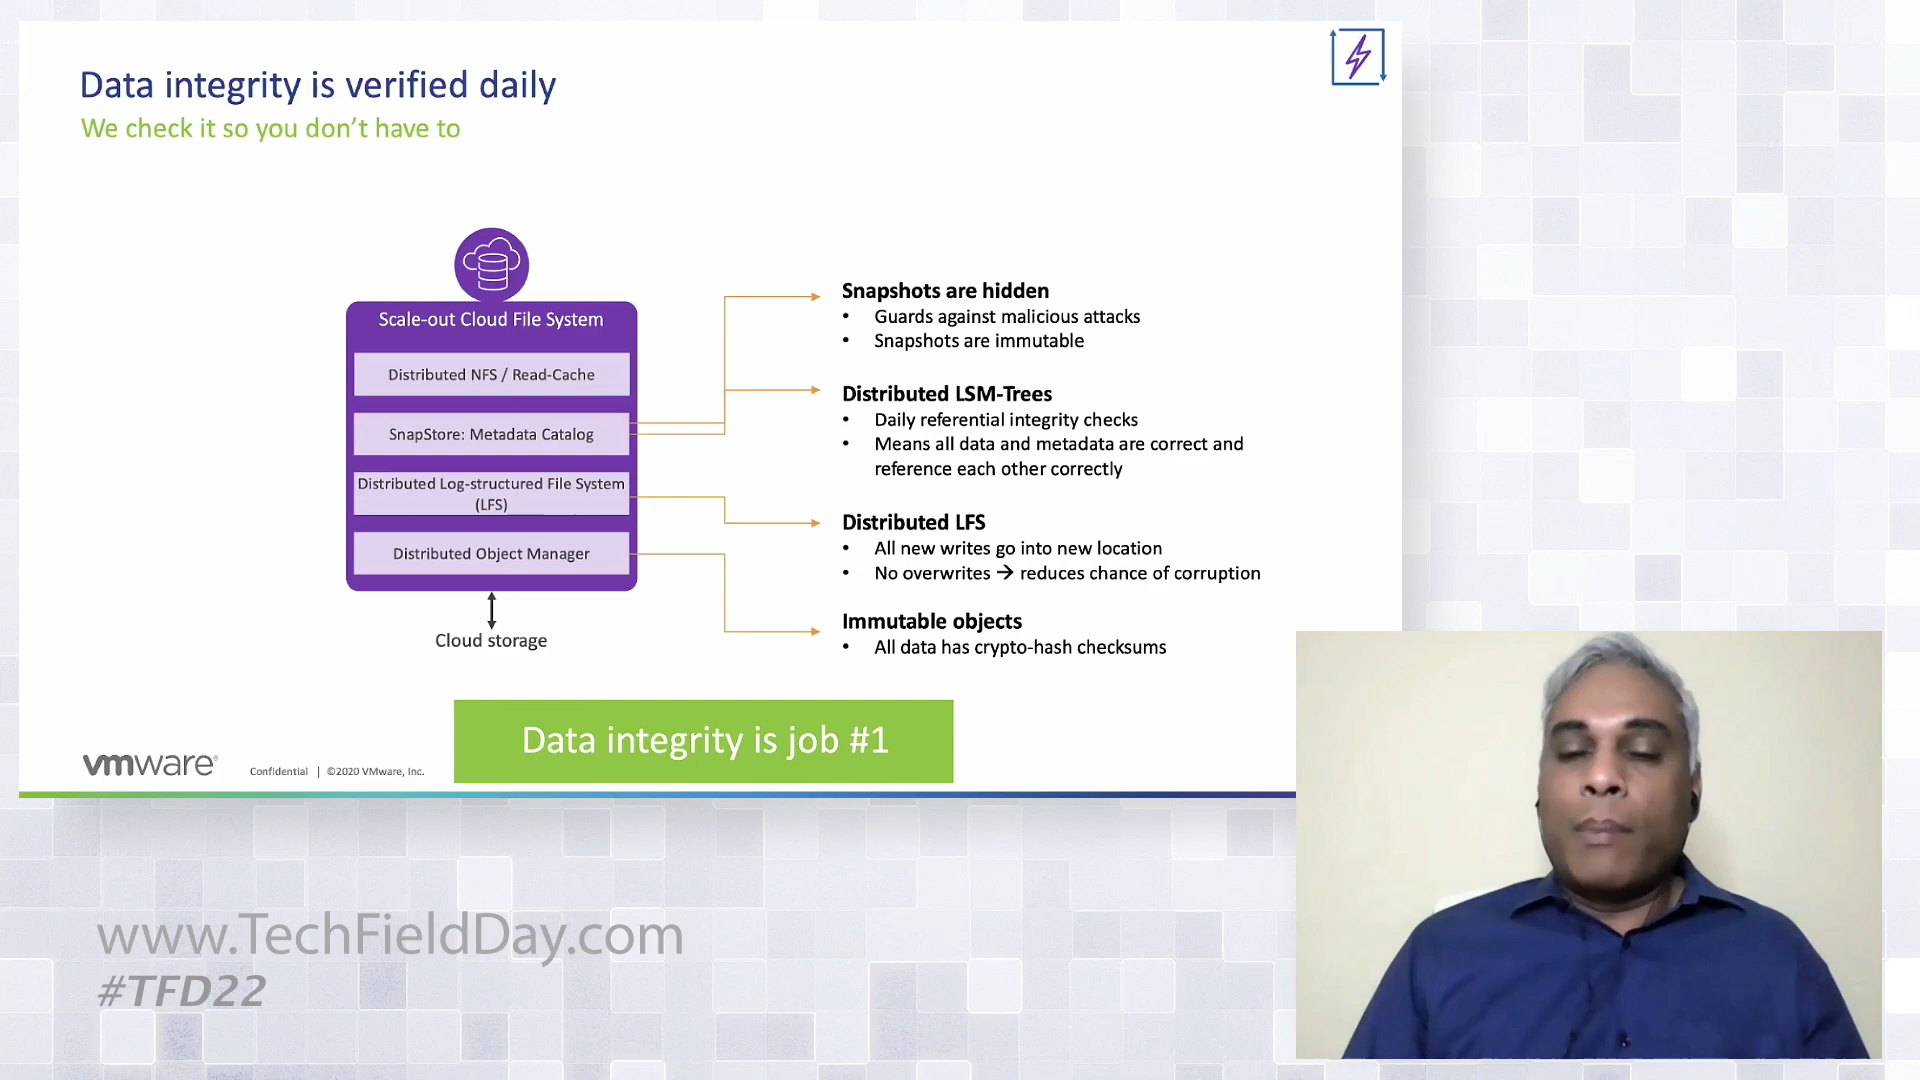 Data integrity is verified daily
We check it so you don't have to
Scale-out Cloud File System
Distributed NFS / Read-Cache
SnapStore: Metadata Catalog
Distributed Log-structured File System
(LFS)
Distributed Object Manager
Cloud storage
Snapshots are hidden
• Guards against malicious attacks
• Snapshots are immutable
Distributed LSM-Trees
• Daily referential integrity checks
• Means all data and metadata are correct and
reference each other correctly
Distributed LFS
• All new writes go into new location
• No overwrites → reduces chance of corruption
Immutable objects
• All data has crypto-hash checksums
Data integrity is job #1
vmware®
Confidential | ©2020 VMware, Inc.
www.TechFieldDay.com
#TFD22